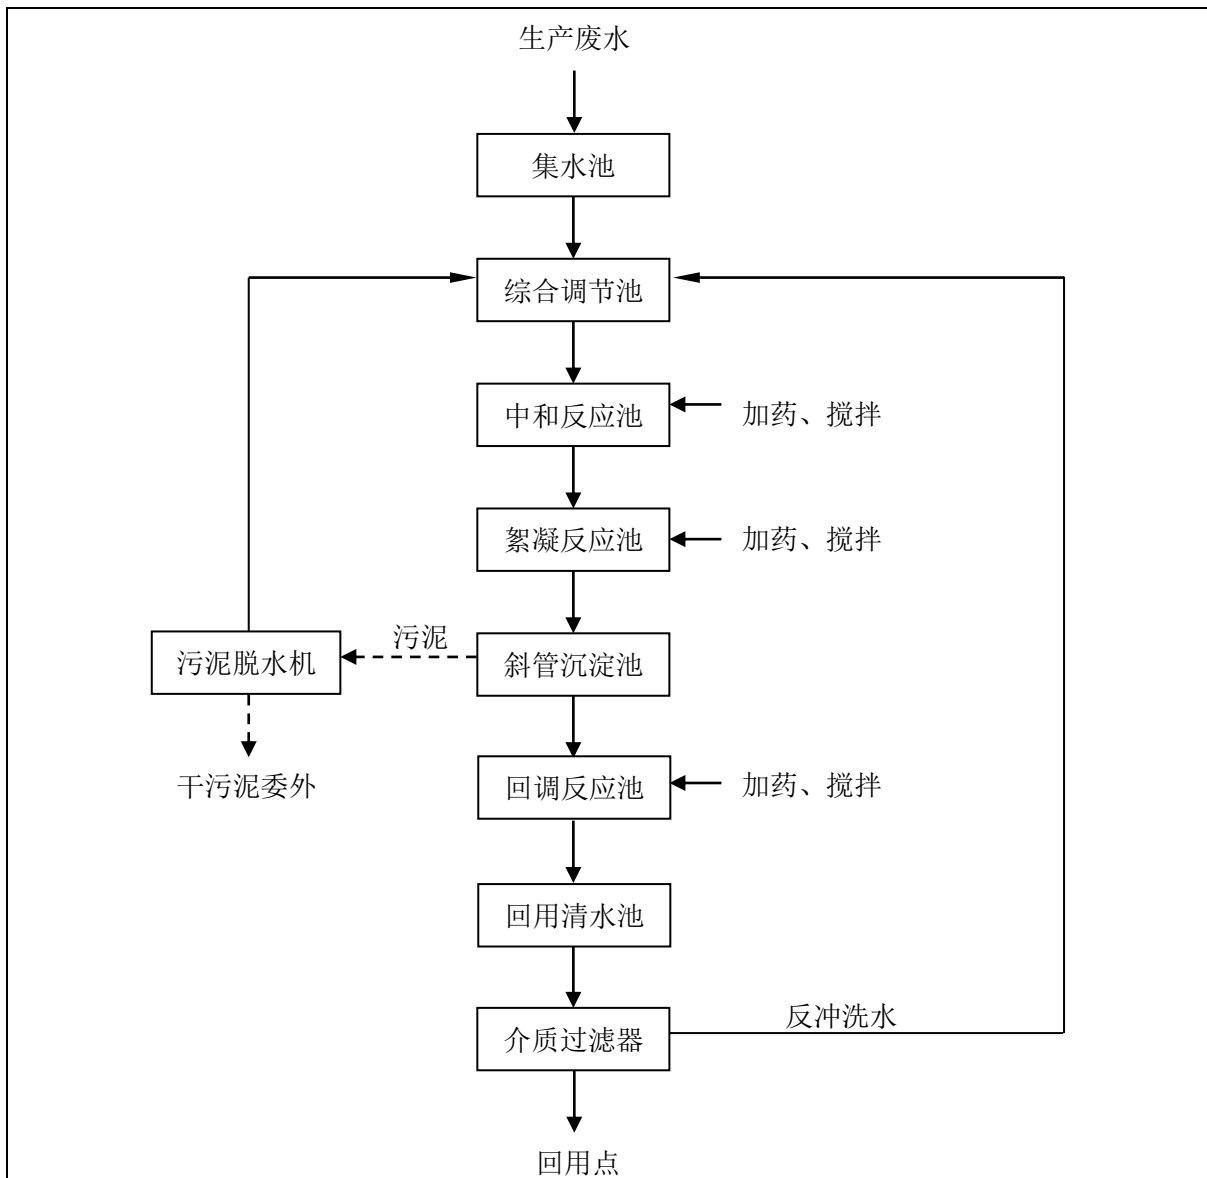 生产废水
集水池
综合调节池
中和反应池
加药、搅拌
絮凝反应池
加药、搅拌
污泥
污泥脱水机
斜管沉淀池
干污泥委外
回调反应池
加药、搅拌
回用清水池
反冲洗水
介质过滤器
回用点